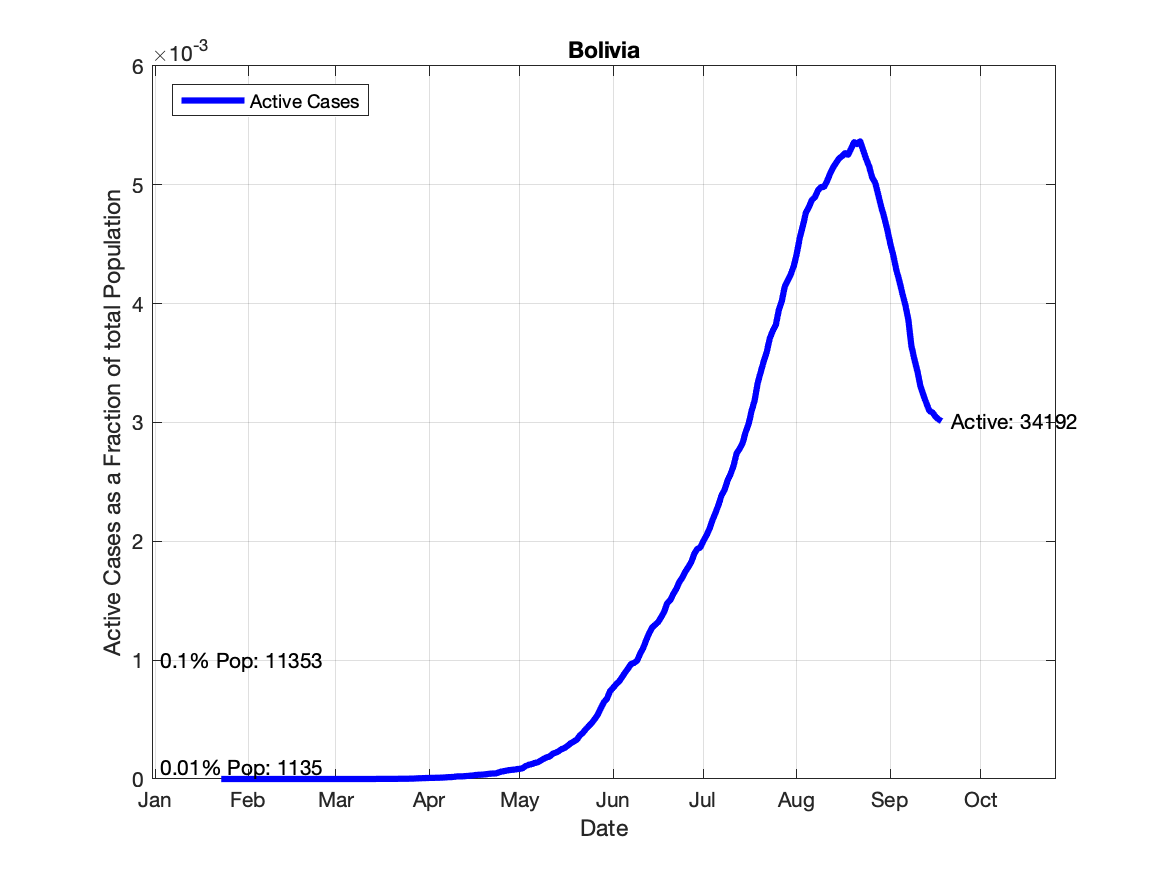 Bolivia
×10-3
Active Cases
6
5
4
3
2
1
0
Active Cases as a Fraction of total Population
Active: 34192
0.1% Pop: 11353
0.01% Pop: 1135
Jan Feb Mar Apr May Jun Jul Aug Sep Oct
Date